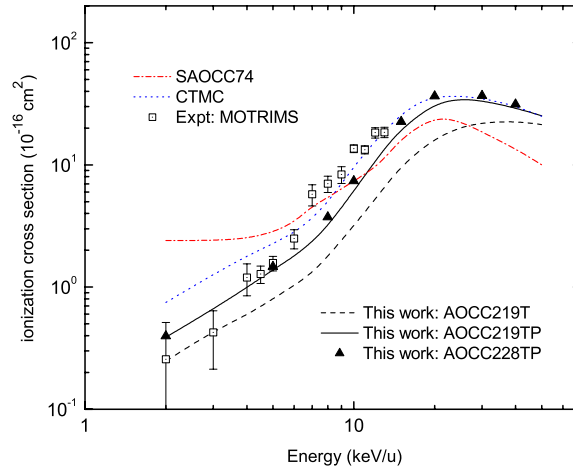 10²
SAOCC74
CTMC
Expt: MOTRIMS
10¹
ionization cross section (10⁻¹⁶ cm²)
10⁰
This work: AOCC219T
This work: AOCC219TP
This work: AOCC228TP
10⁻¹
1
10
Energy (keV/u)